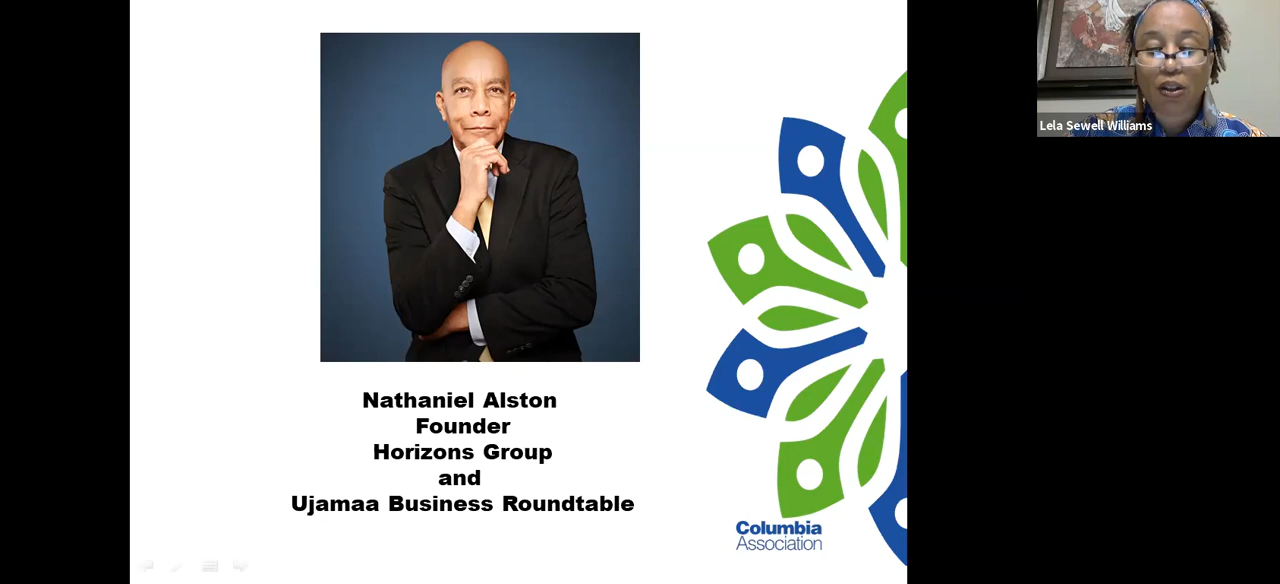 Nathaniel Alston
Founder
Horizons Group
and
Ujamaa Business Roundtable
Columbia
Association
Lela Sewell Williams